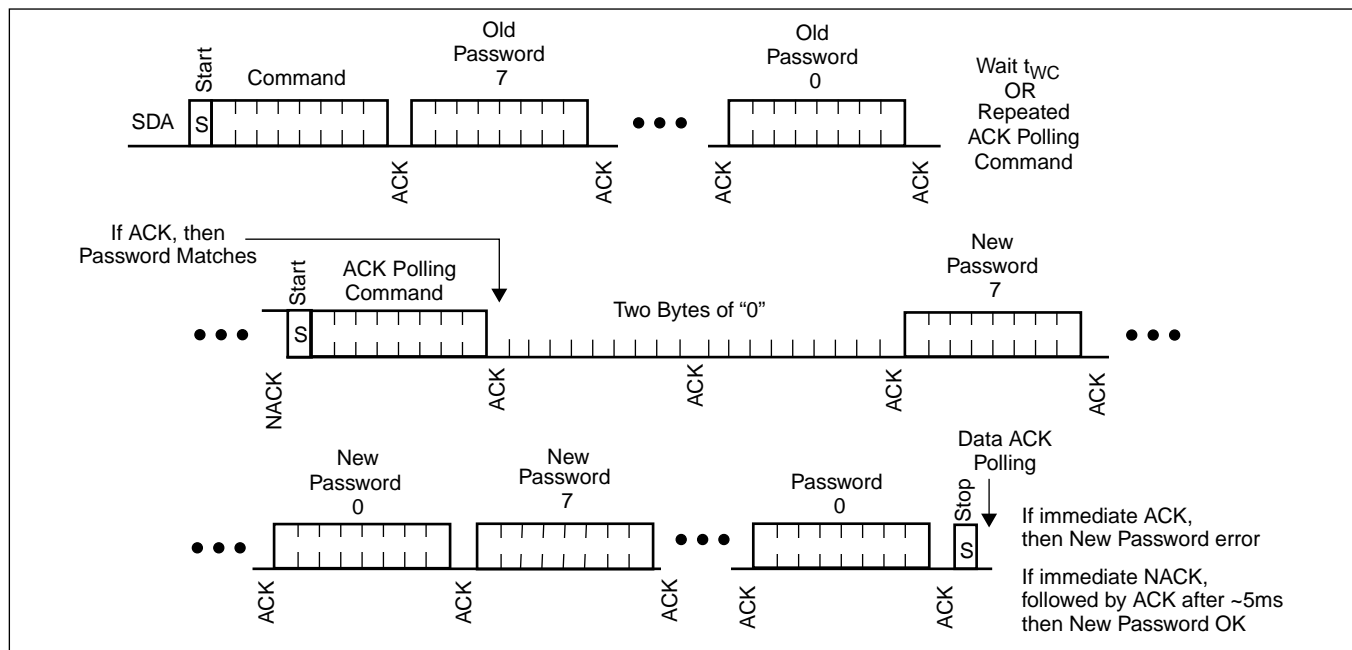 Old
Password
7
Old
Password
0
Start
Command
Wait tWC
OR
Repeated
ACK Polling
Command
SDA
S
ACK
ACK
ACK
ACK
If ACK, then
Password Matches
Start
ACK Polling
Command
Two Bytes of “0”
New
Password
7
S
NACK
ACK
ACK
ACK
ACK
New
Password
0
New
Password
7
Password
0
Data ACK
Polling
Stop
S
If immediate ACK,
then New Password error
If immediate NACK,
followed by ACK after ~5ms
then New Password OK
ACK
ACK
ACK
ACK
ACK